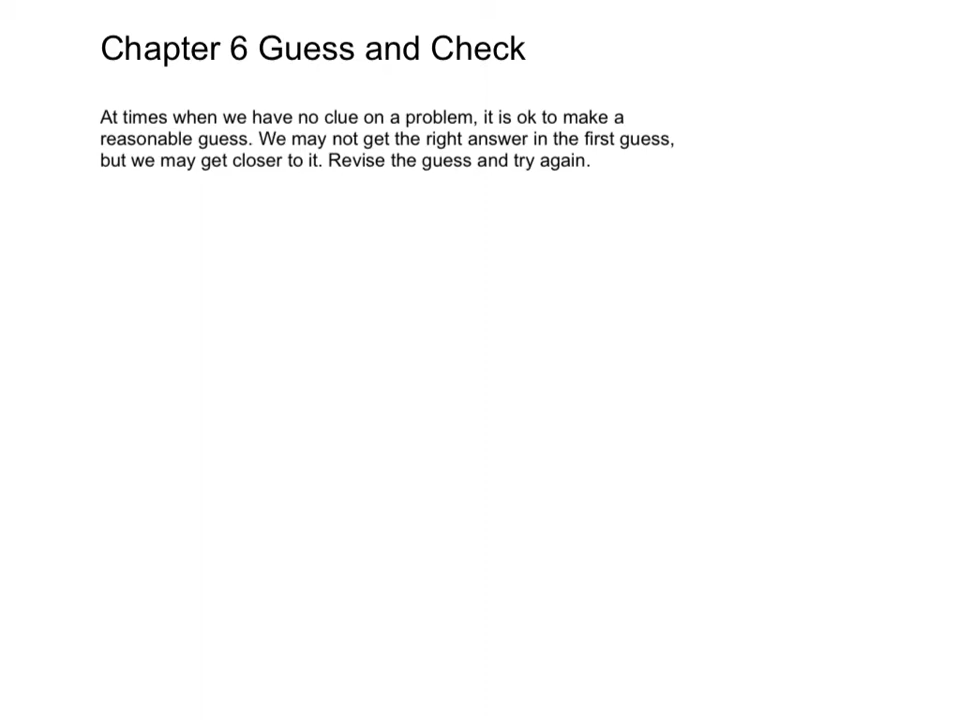 Chapter 6 Guess and Check
At times when we have no clue on a problem, it is ok to make a
reasonable guess. We may not get the right answer in the first guess,
but we may get closer to it. Revise the guess and try again.